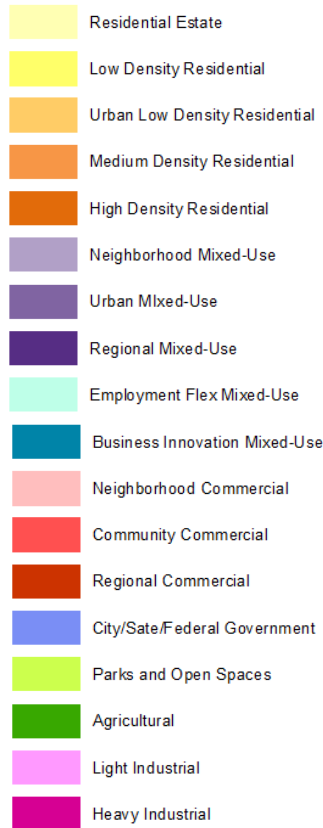 Residential Estate
Low Density Residential
Urban Low Density Residential
Medium Density Residential
High Density Residential
Neighborhood Mixed-Use
Urban MIxed-Use
Regional Mixed-Use
Employment Flex Mixed-Use
Business Innovation Mixed-Use
Neighborhood Commercial
Community Commercial
Regional Commercial
City/Sate/Federal Government
Parks and Open Spaces
Agricultural
Light Industrial
Heavy Industrial